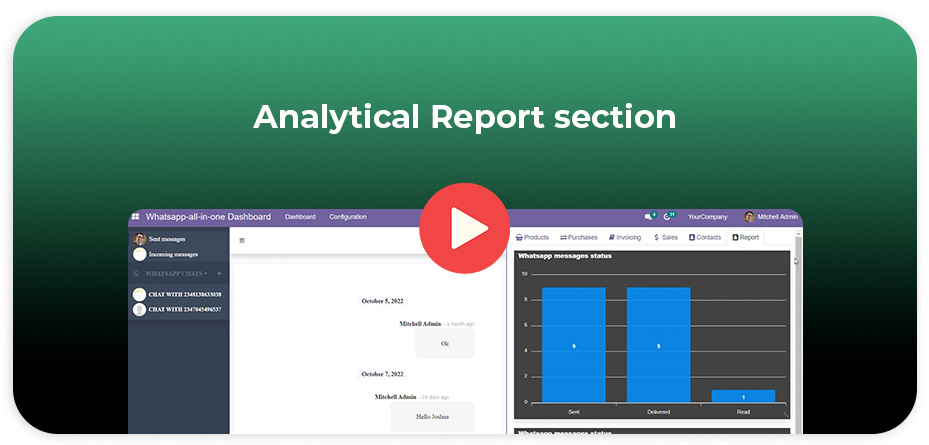 Analytical Report section
Whatsapp-all-in-one Dashboard Dashboard Configuration 4 31 YourCompany Mitchell Admin
Sent messages
Incoming messages
WHATSAPP CHATS +
CHAT WITH 2348138633038
CHAT WITH 2347045496537
October 5, 2022
Mitchell Admin - a month ago
Ok
October 7, 2022
Mitchell Admin - 24 days ago
Hello Joshua
Products Purchases Invoicing $ Sales Contacts Report
Whatsapp messages status
10
8
6
4
2
0
9
9
1
Sent Delivered Read